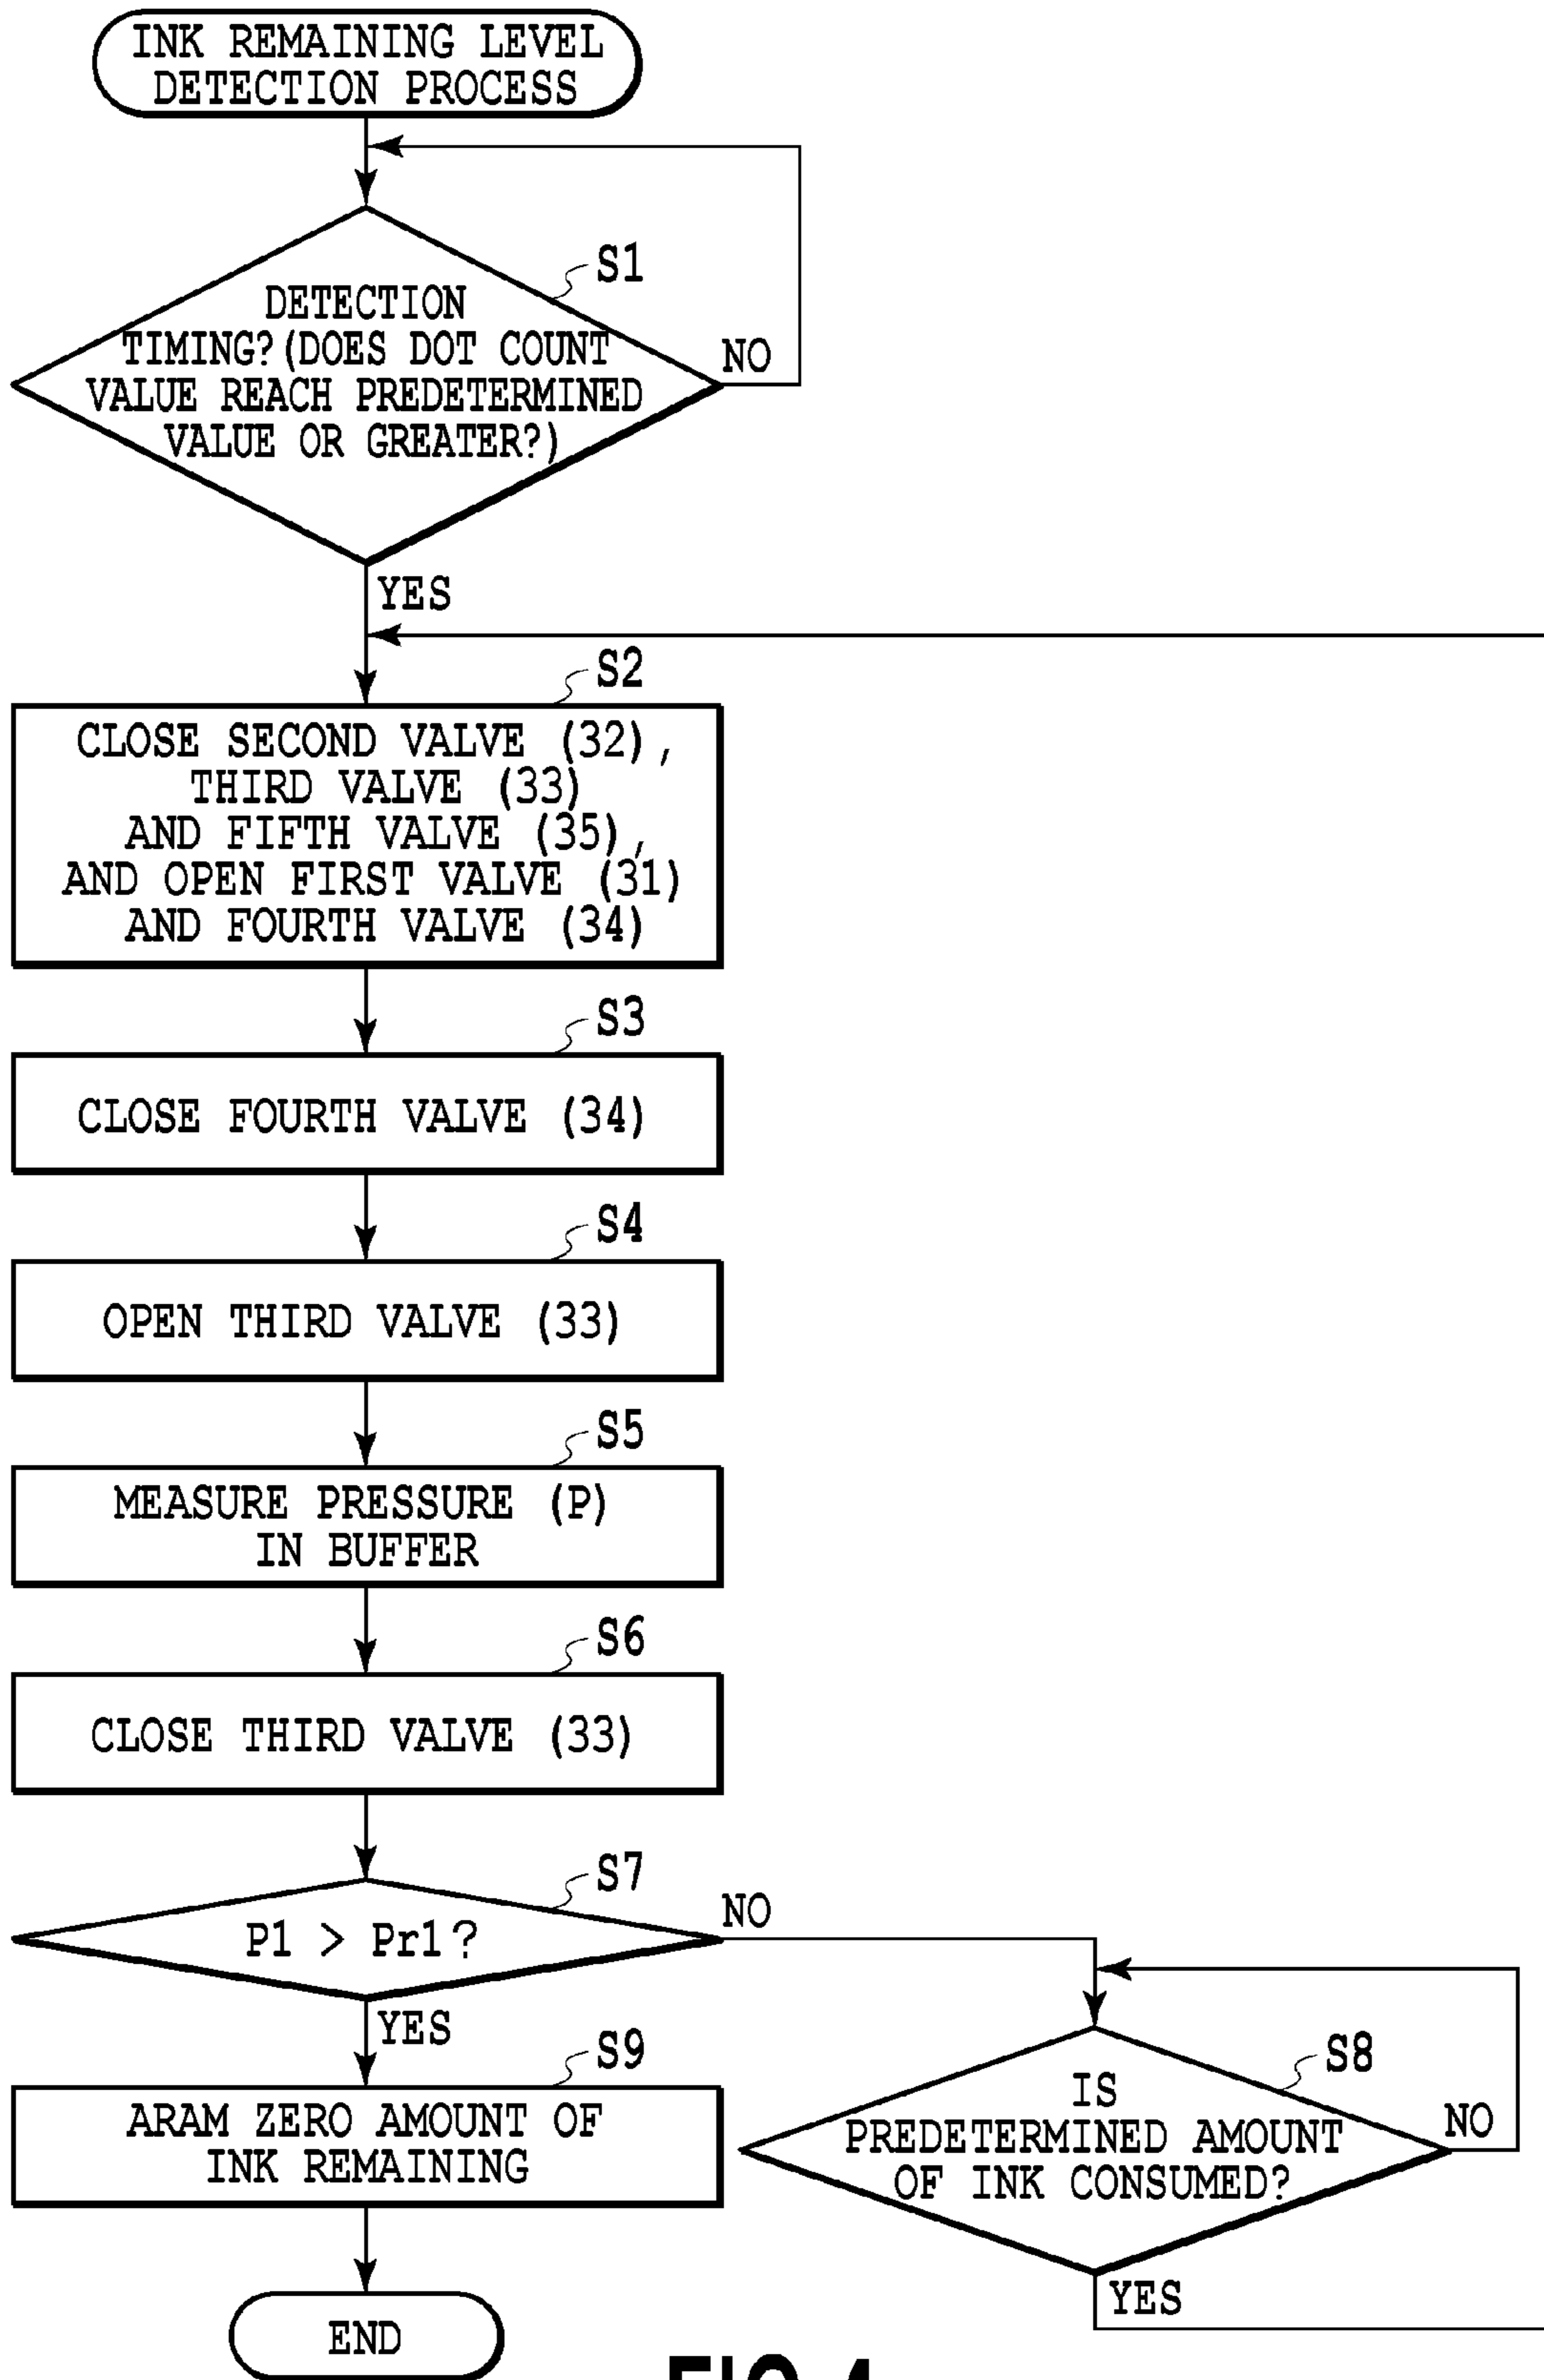 INK REMAINING LEVEL
DETECTION PROCESS
S1
DETECTION
TIMING?(DOES DOT COUNT
VALUE REACH PREDETERMINED
VALUE OR GREATER?)
NO
YES
S2
CLOSE SECOND VALVE (32),
THIRD VALVE (33)
AND FIFTH VALVE (35),
AND OPEN FIRST VALVE (31)
AND FOURTH VALVE (34)
S3
CLOSE FOURTH VALVE (34)
S4
OPEN THIRD VALVE (33)
S5
MEASURE PRESSURE (P)
IN BUFFER
S6
CLOSE THIRD VALVE (33)
S7
P1 > Pr1?
NO
YES
S9
ARAM ZERO AMOUNT OF
INK REMAINING
S8
IS
PREDETERMINED AMOUNT
OF INK CONSUMED?
NO
YES
END